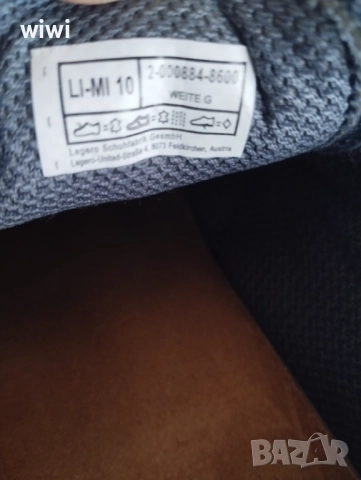 wiwi
LI-MI 10
2-000884-8600
WEITE G
Legero Schuhfabrik GesmbH
Legero-United-Straße 4, 8073 Feldkirchen, Austria
BAZAR